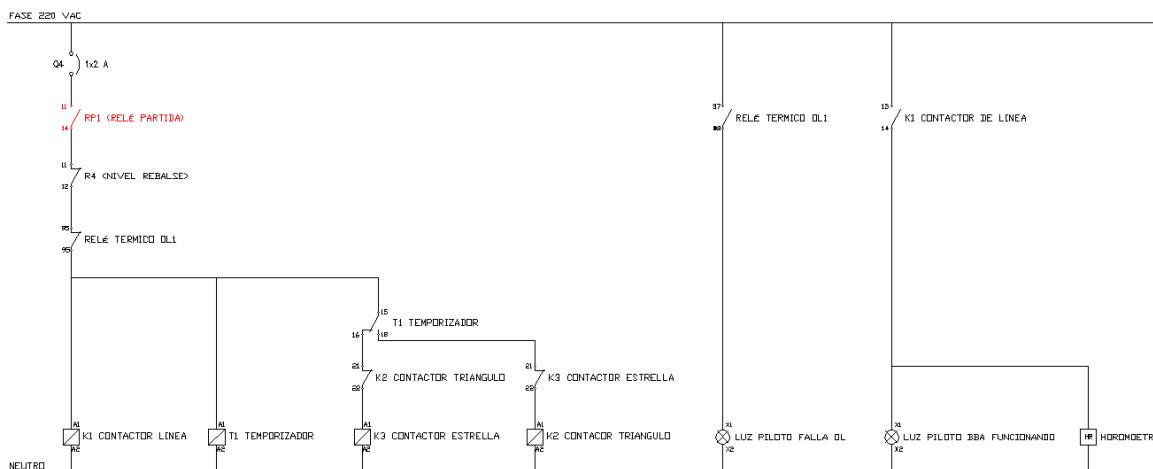 FASE 220 VAC
Q4 1x2 A
11
RP1 (RELÉ PARTIDA)
14
11
R4 (NIVEL REBALSE)
12
95
RELÉ TERMICO OL1
95
97
RELÉ TERMICO OL1
98
13
K1 CONTACTOR DE LINEA
14
15
T1 TEMPORIZADOR
16 18
21
K2 CONTACTOR TRIANGULO
22
21
K3 CONTACTOR ESTRELLA
22
A1
K1 CONTACTOR LINEA
A2
A1
T1 TEMPORIZADOR
A2
A1
K3 CONTACTOR ESTRELLA
A2
A1
K2 CONTACOR TRIANGULO
A2
X1
LUZ PILOTO FALLA OL
X2
X1
LUZ PILOTO BBA FUNCIONANDO
X2
HR HOROMOETR
NEUTRO